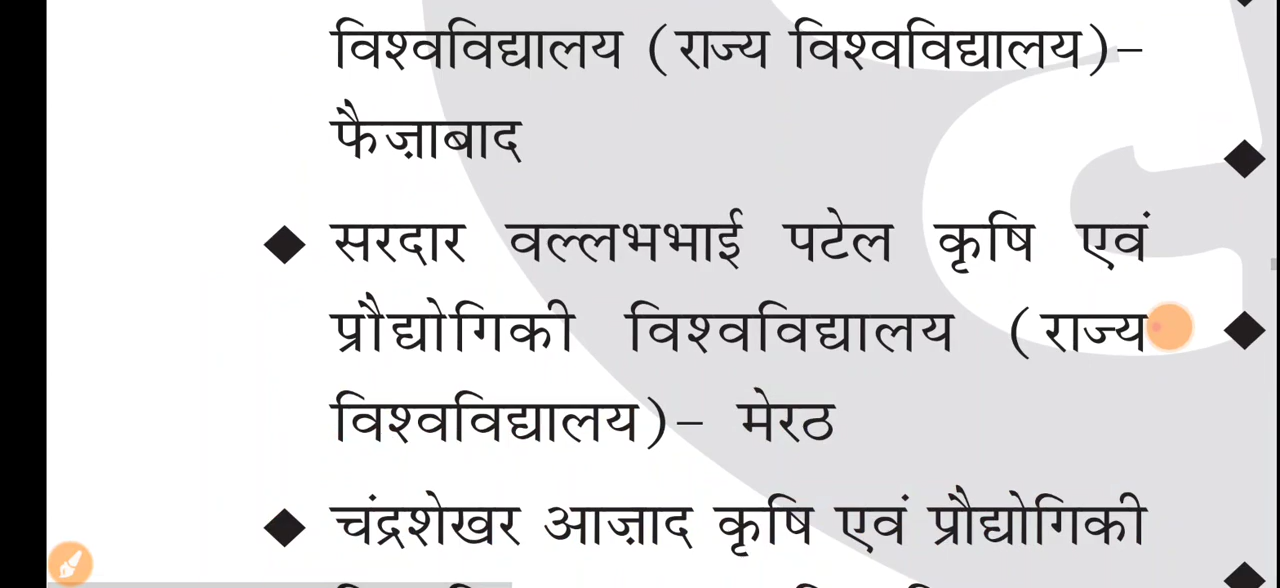 विश्वविद्यालय (राज्य विश्वविद्यालय)–
फैज़ाबाद
◆ सरदार वल्लभभाई पटेल कृषि एवं
प्रौद्योगिकी विश्वविद्यालय (राज्य
विश्वविद्यालय)– मेरठ
◆ चंद्रशेखर आज़ाद कृषि एवं प्रौद्योगिकी